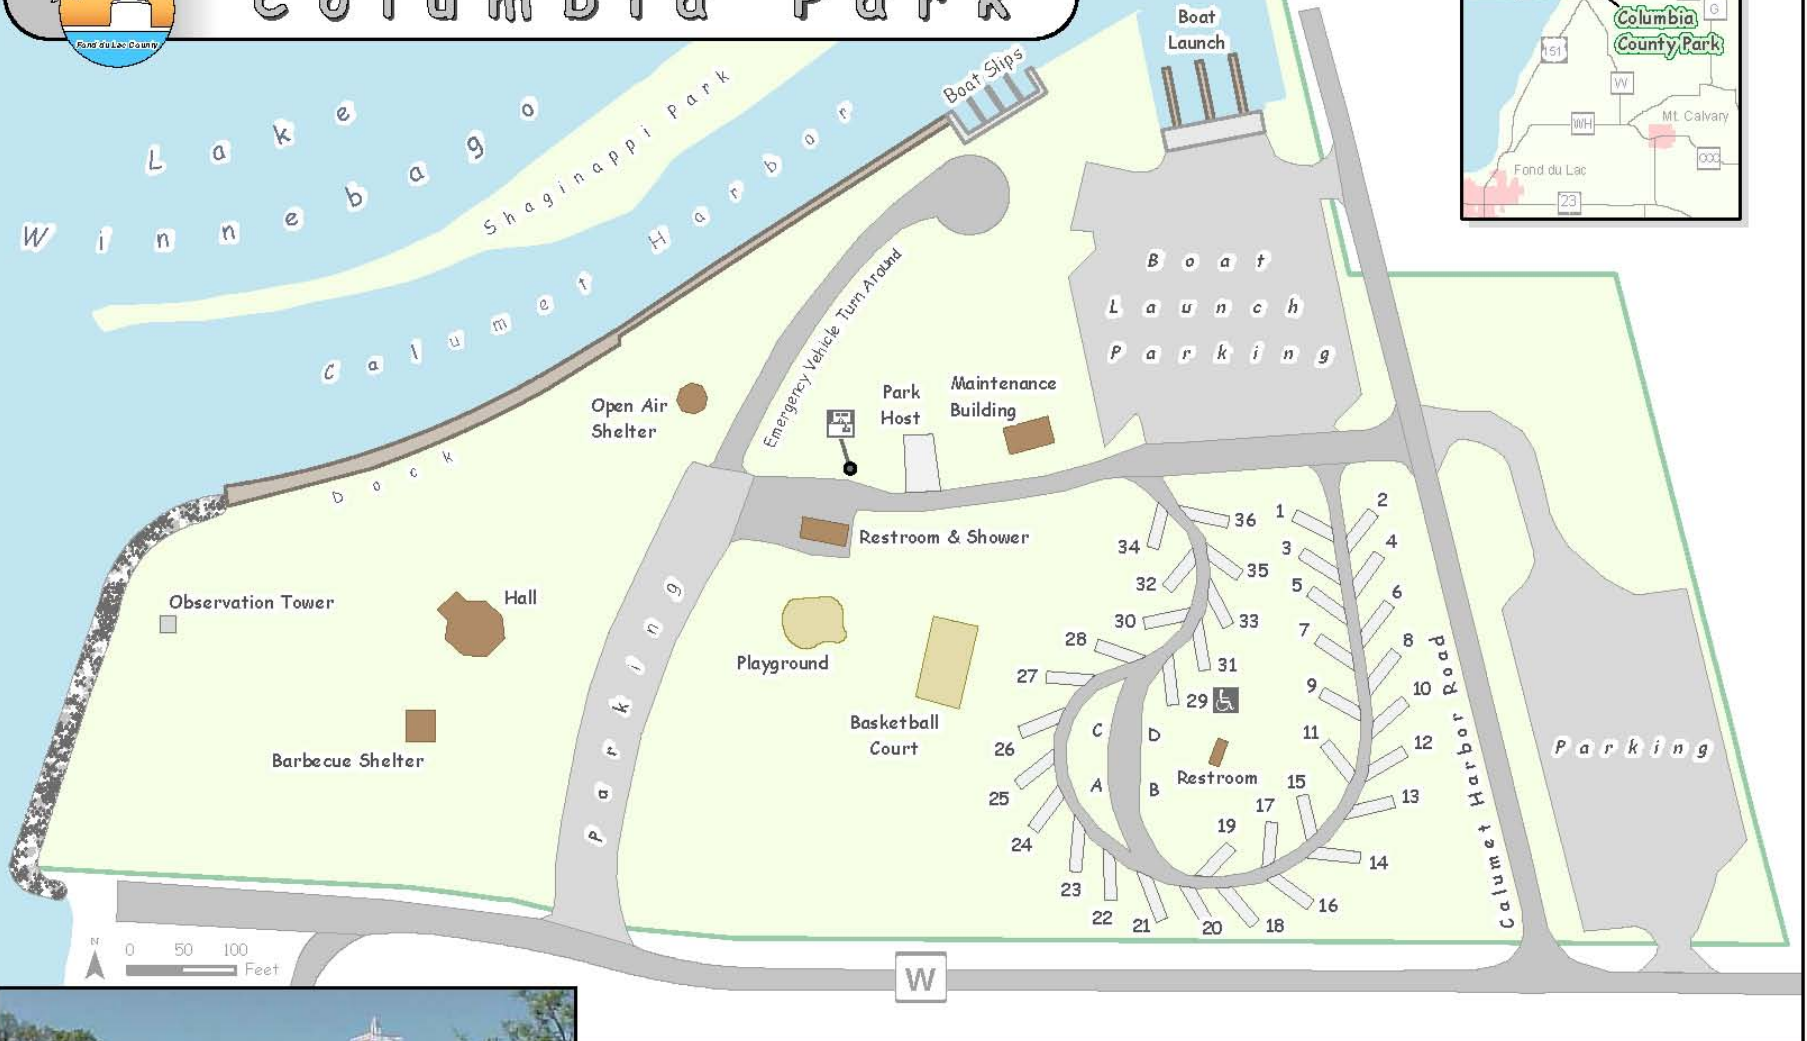 Columbia Park
Fond du Lac County
Lake
Winnebago
Shaginappi Park
Calumet Harbor
Boat Slips
Boat
Launch
Columbia
County Park
G
151
W
WH
Mt. Calvary
Fond du Lac
23
Boat
Launch
Parking
Emergency Vehicle Turn Around
Open Air
Shelter
Park
Host
Maintenance
Building
Dock
Restroom & Shower
Observation Tower
Hall
Barbecue Shelter
Parking
Playground
Basketball
Court
36
34
35
32
30
33
28
31
27
29
26
25
24
23
22
21
20
18
16
19
17
15
14
13
12
11
10
9
8
7
6
5
4
3
2
1
C
D
A
B
Restroom
Calumet Harbor Road
Parking
N
0 50 100
Feet
W